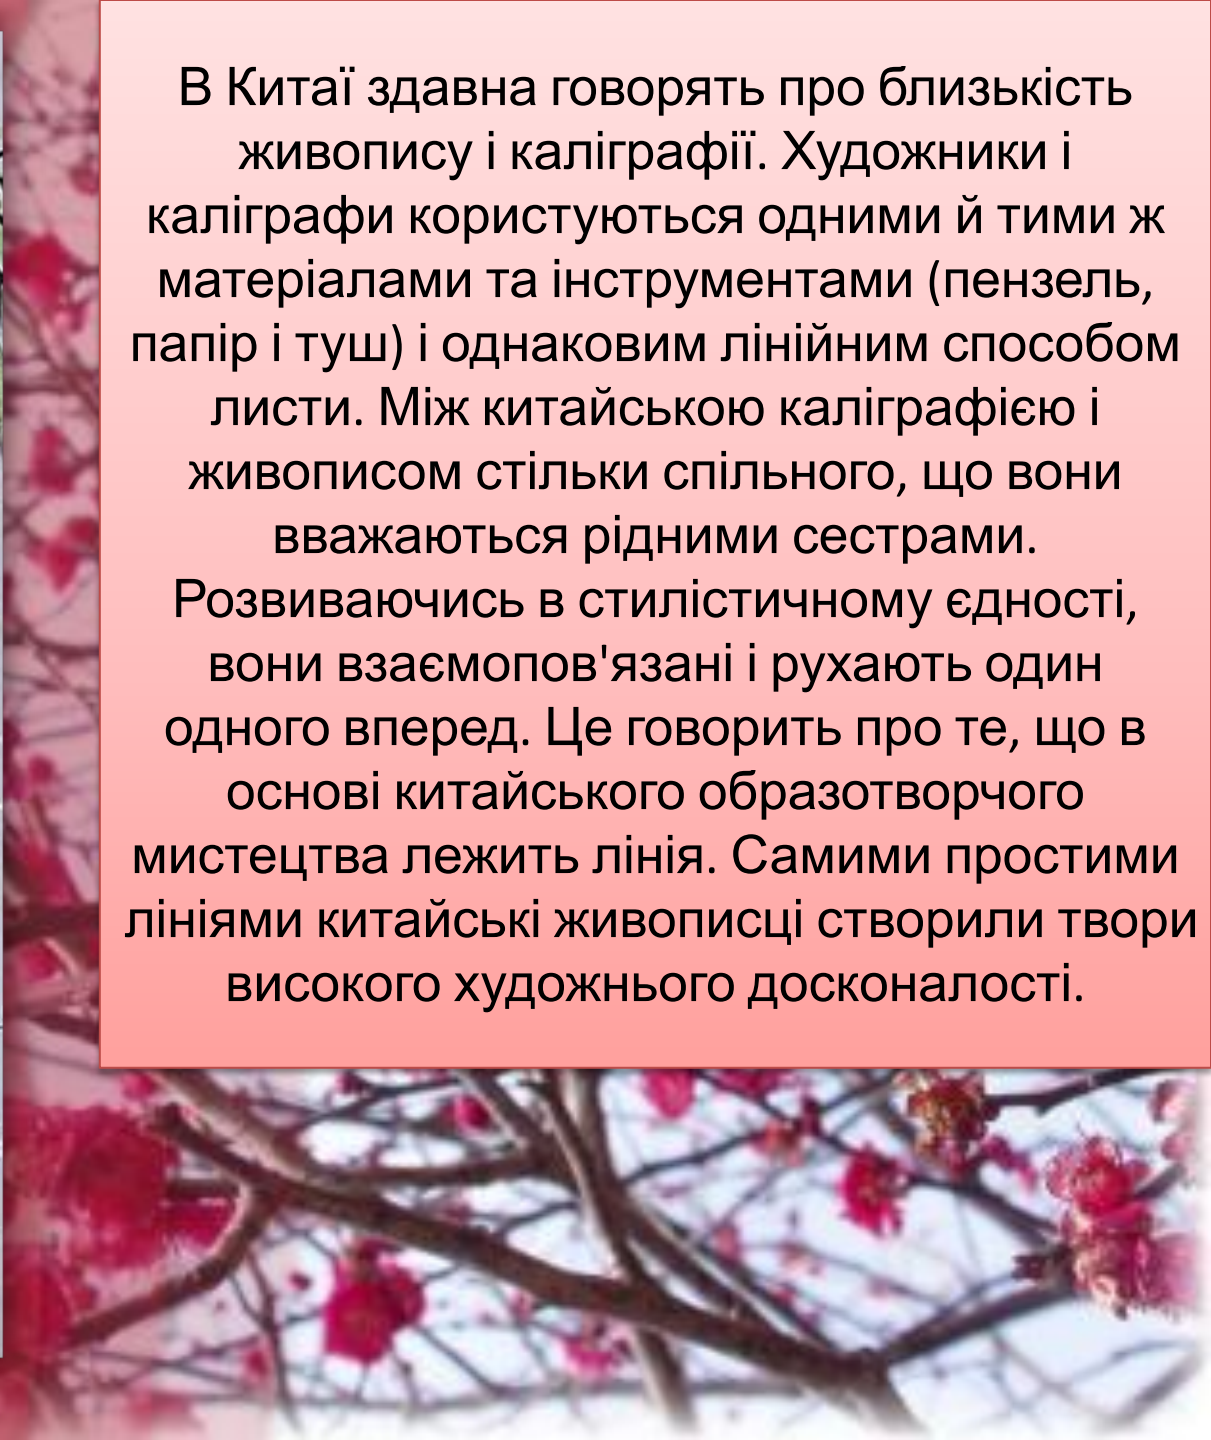 В Китаї здавна говорять про близькість
живопису і каліграфії. Художники і
каліграфи користуються одними й тими ж
матеріалами та інструментами (пензель,
папір і туш) і однаковим лінійним способом
листи. Між китайською каліграфією і
живописом стільки спільного, що вони
вважаються рідними сестрами.
Розвиваючись в стилістичному єдності,
вони взаємопов'язані і рухають один
одного вперед. Це говорить про те, що в
основі китайського образотворчого
мистецтва лежить лінія. Самими простими
лініями китайські живописці створили твори
високого художнього досконалості.